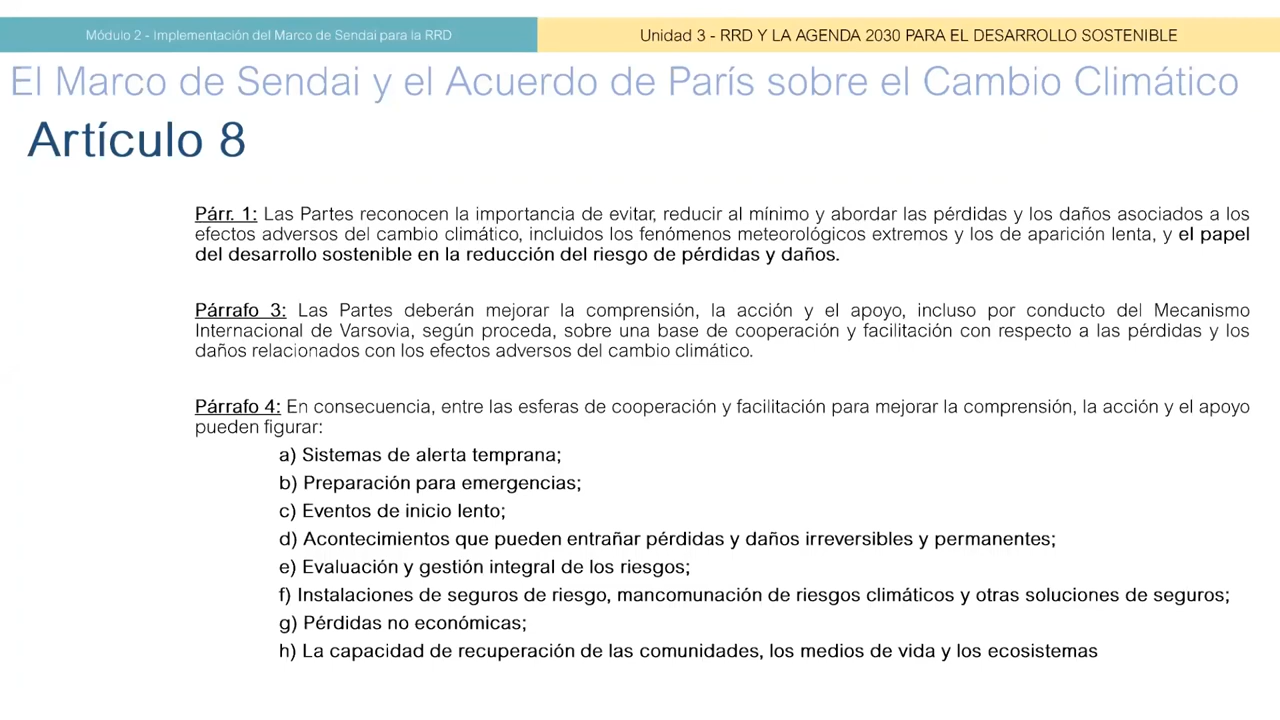 Módulo 2 - Implementación del Marco de Sendai para la RRD
Unidad 3 - RRD Y LA AGENDA 2030 PARA EL DESARROLLO SOSTENIBLE
El Marco de Sendai y el Acuerdo de París sobre el Cambio Climático
Artículo 8
Párr. 1: Las Partes reconocen la importancia de evitar, reducir al mínimo y abordar las pérdidas y los daños asociados a los
efectos adversos del cambio climático, incluidos los fenómenos meteorológicos extremos y los de aparición lenta, y el papel
del desarrollo sostenible en la reducción del riesgo de pérdidas y daños.
Párrafo 3: Las Partes deberán mejorar la comprensión, la acción y el apoyo, incluso por conducto del Mecanismo
Internacional de Varsovia, según proceda, sobre una base de cooperación y facilitación con respecto a las pérdidas y los
daños relacionados con los efectos adversos del cambio climático.
Párrafo 4: En consecuencia, entre las esferas de cooperación y facilitación para mejorar la comprensión, la acción y el apoyo
pueden figurar:
a) Sistemas de alerta temprana;
b) Preparación para emergencias;
c) Eventos de inicio lento;
d) Acontecimientos que pueden entrañar pérdidas y daños irreversibles y permanentes;
e) Evaluación y gestión integral de los riesgos;
f) Instalaciones de seguros de riesgo, mancomunación de riesgos climáticos y otras soluciones de seguros;
g) Pérdidas no económicas;
h) La capacidad de recuperación de las comunidades, los medios de vida y los ecosistemas